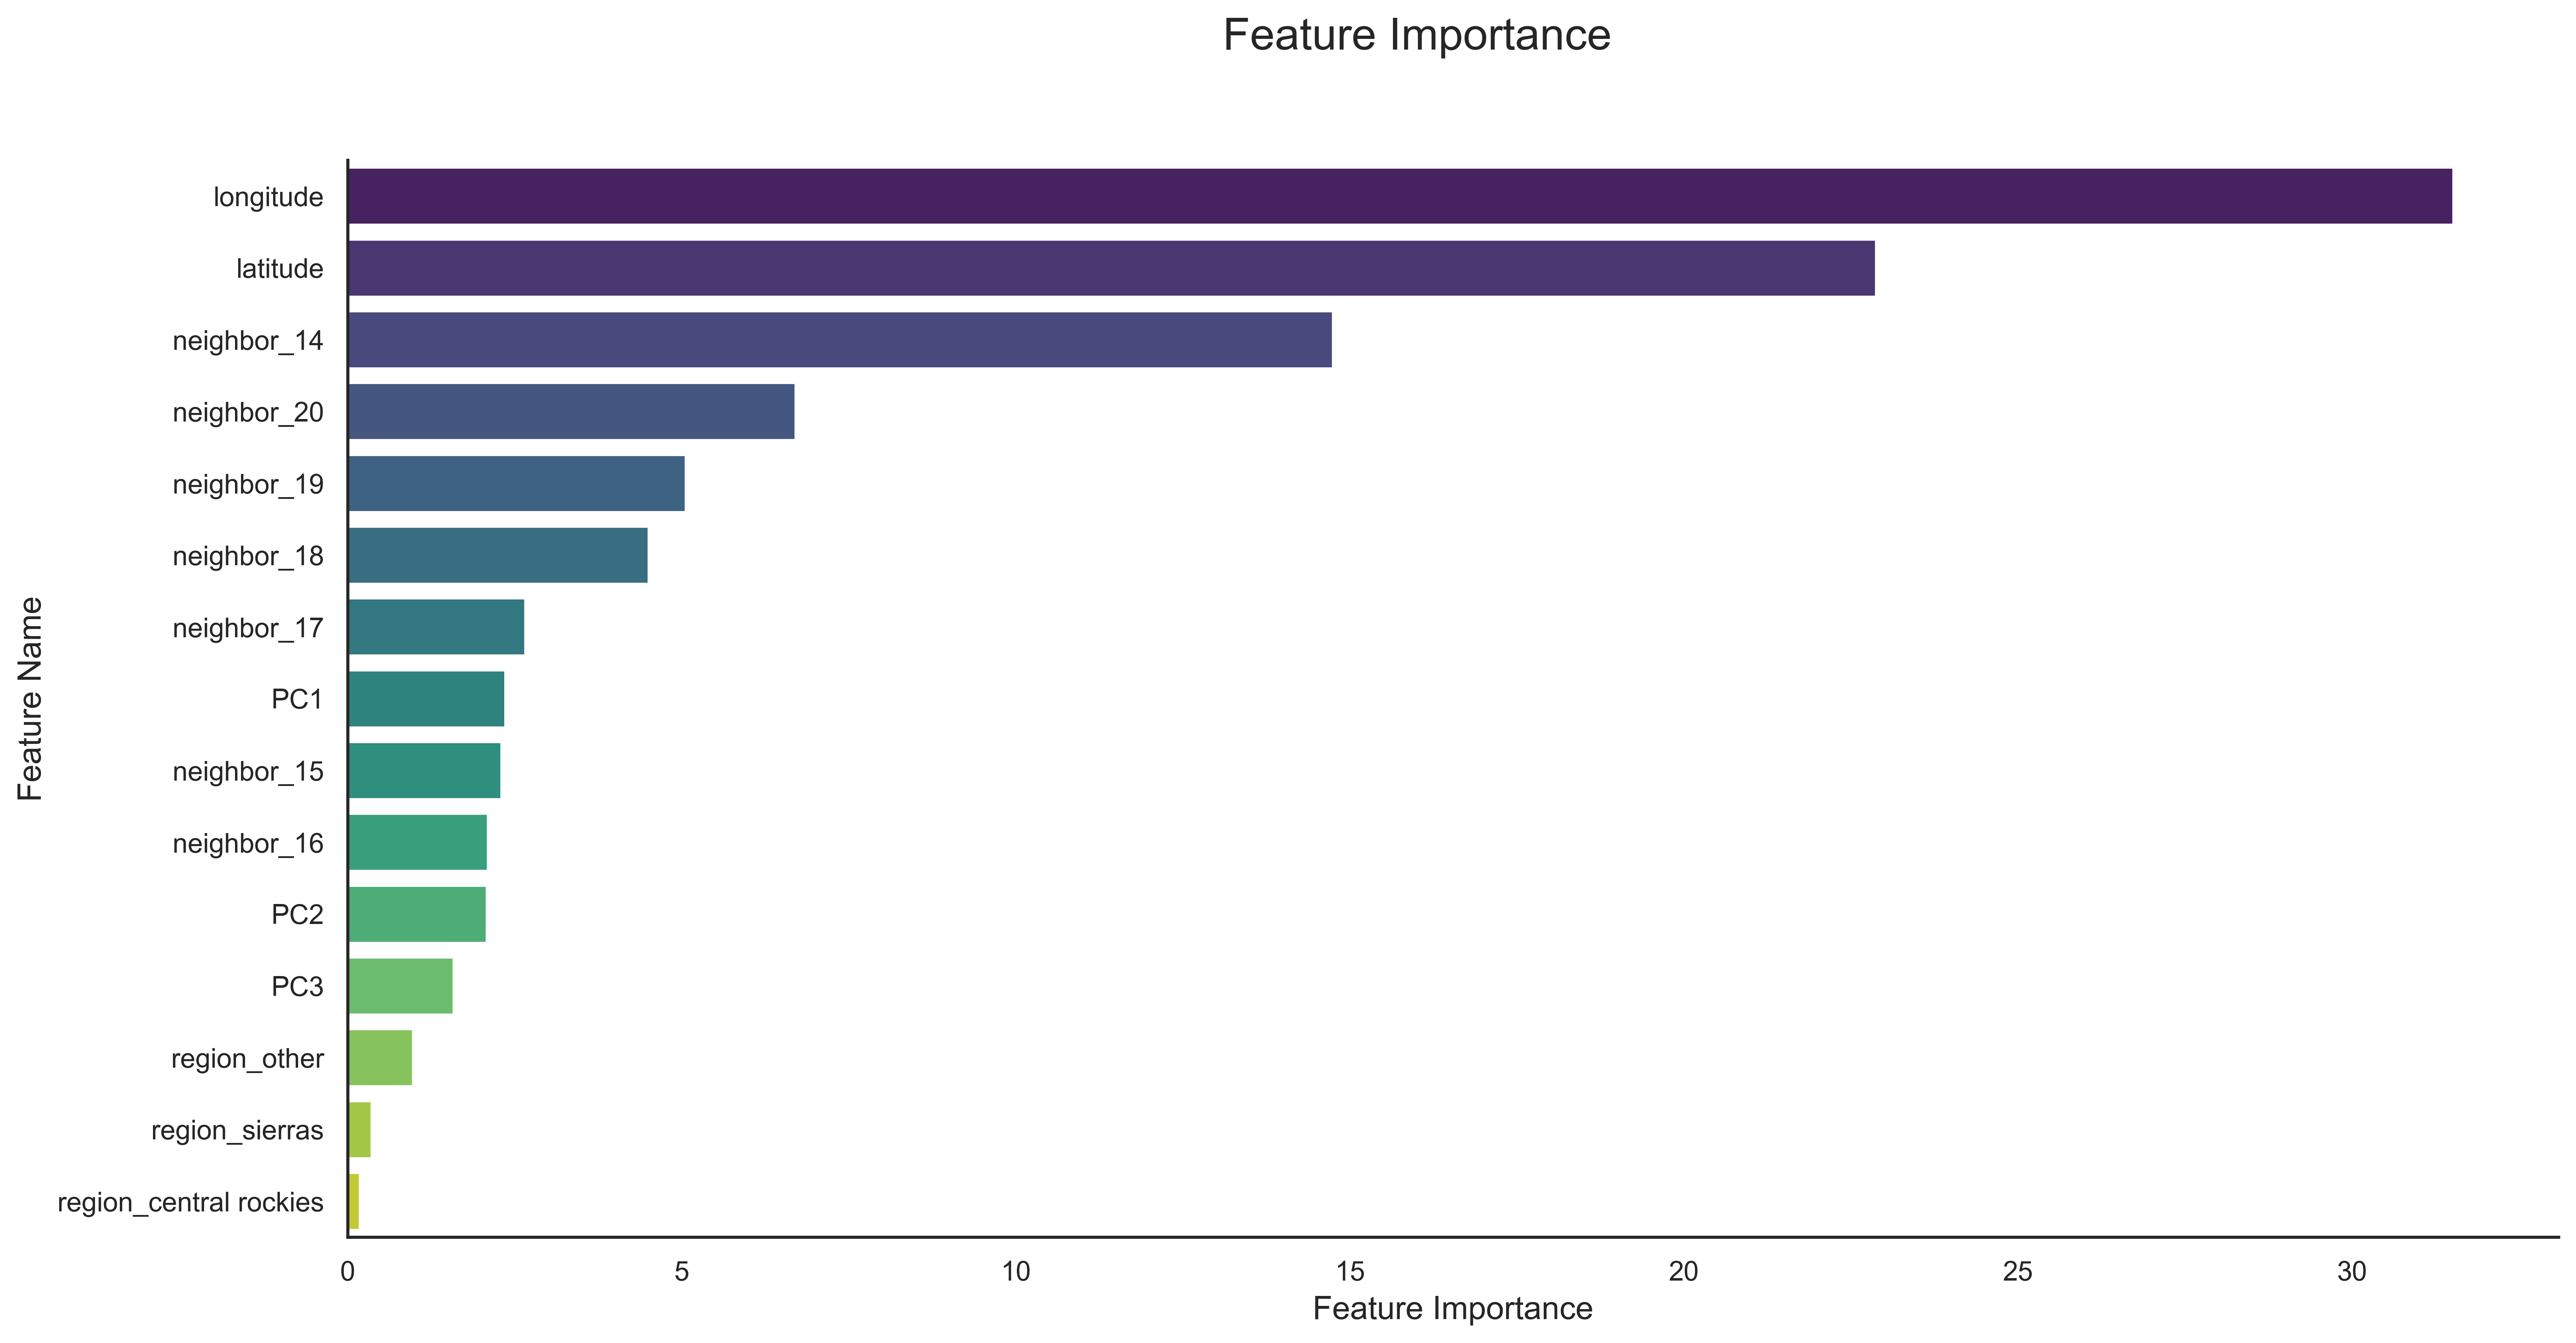 Feature Importance
longitude
latitude
neighbor_14
neighbor_20
neighbor_19
neighbor_18
neighbor_17
PC1
neighbor_15
neighbor_16
PC2
PC3
region_other
region_sierras
region_central rockies
Feature Name
0 5 10 15 20 25 30
Feature Importance